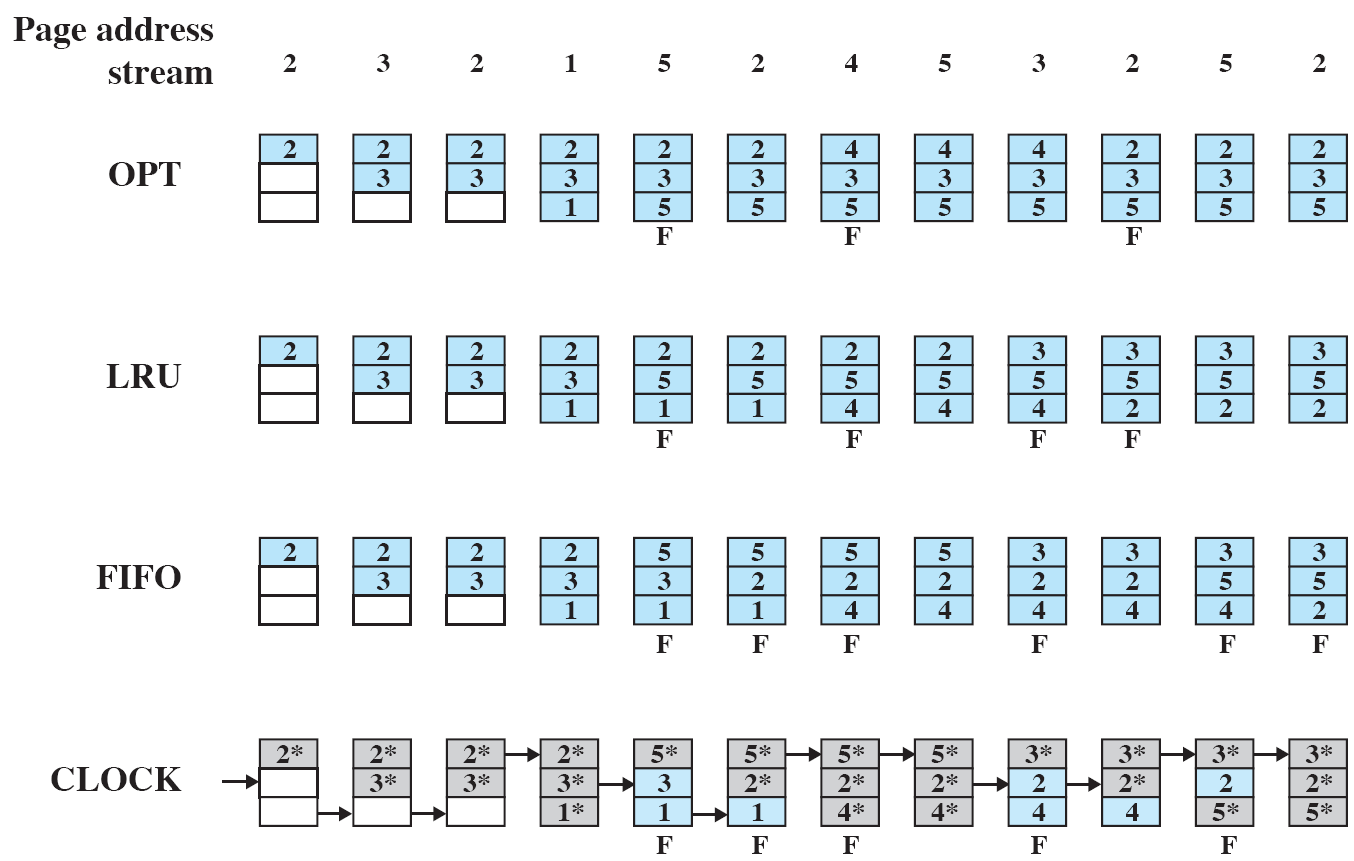 Page address
stream 2 3 2 1 5 2 4 5 3 2 5 2
2 2 2 2 2 2 4 4 4 2 2 2
OPT 3 3 3 3 3 3 3 3 3 3 3
1 5 5 5 5 5 5 5 5
F F F
2 2 2 2 2 2 2 2 3 3 3 3
LRU 3 3 3 5 5 5 5 5 5 5 5
1 1 1 4 4 4 2 2 2
F F F F
2 2 2 2 5 5 5 5 3 3 3 3
FIFO 3 3 3 3 2 2 2 2 2 5 5
1 1 1 4 4 4 4 4 2
F F F F F F
2* 2* 2* 2* 5* 5* 5* 5* 3* 3* 3* 3*
CLOCK 3* 3* 3* 3 2* 2* 2* 2 2* 2 2*
1* 1 1 4* 4* 4 4 5* 5*
F F F F F